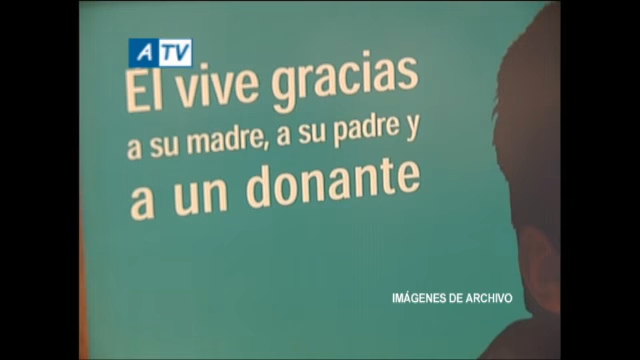 ATV
El vive gracias
a su madre, a su padre y
a un donante
IMÁGENES DE ARCHIVO